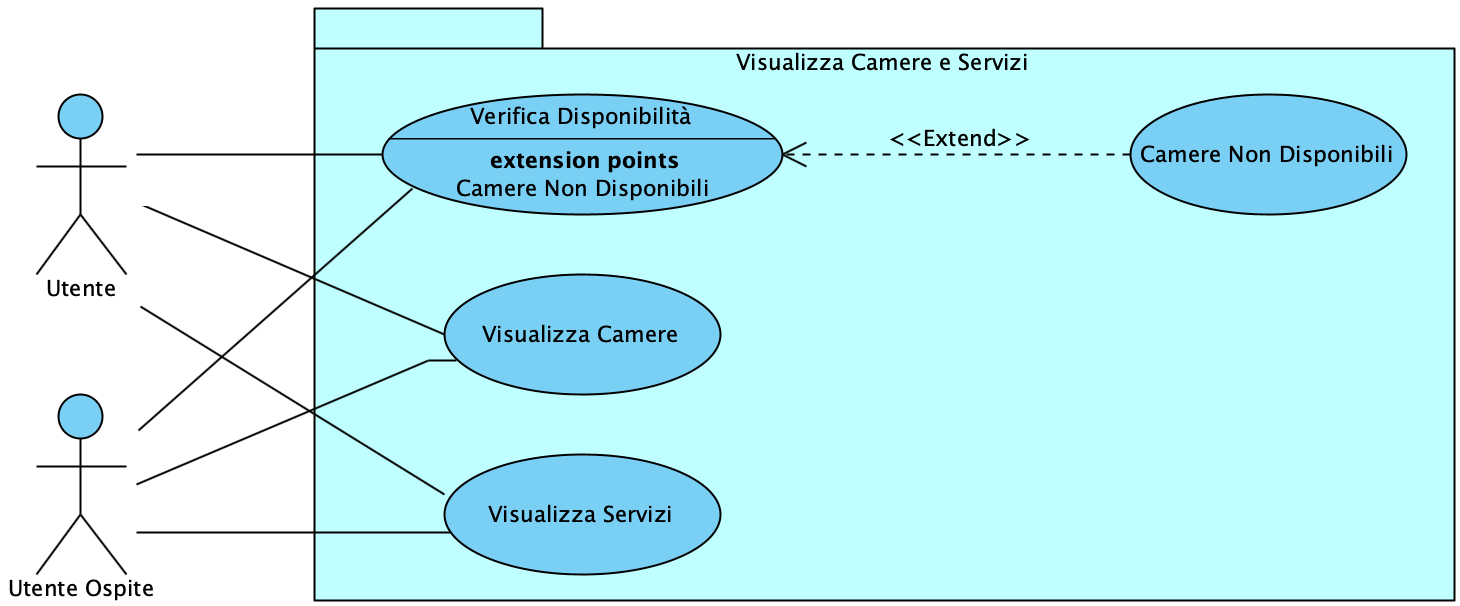 Visualizza Camere e Servizi
Verifica Disponibilità
extension points
Camere Non Disponibili
<<Extend>>
Camere Non Disponibili
Utente
Visualizza Camere
Visualizza Servizi
Utente Ospite